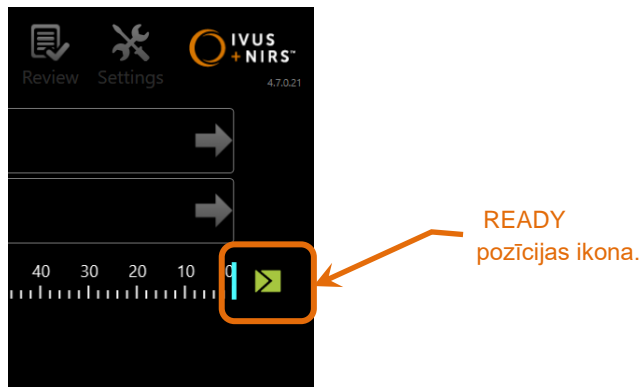 IVUS
+NIRS™
Review Settings
4.7.0.21
40 30 20 10 0
READY
pozīcijas ikona.